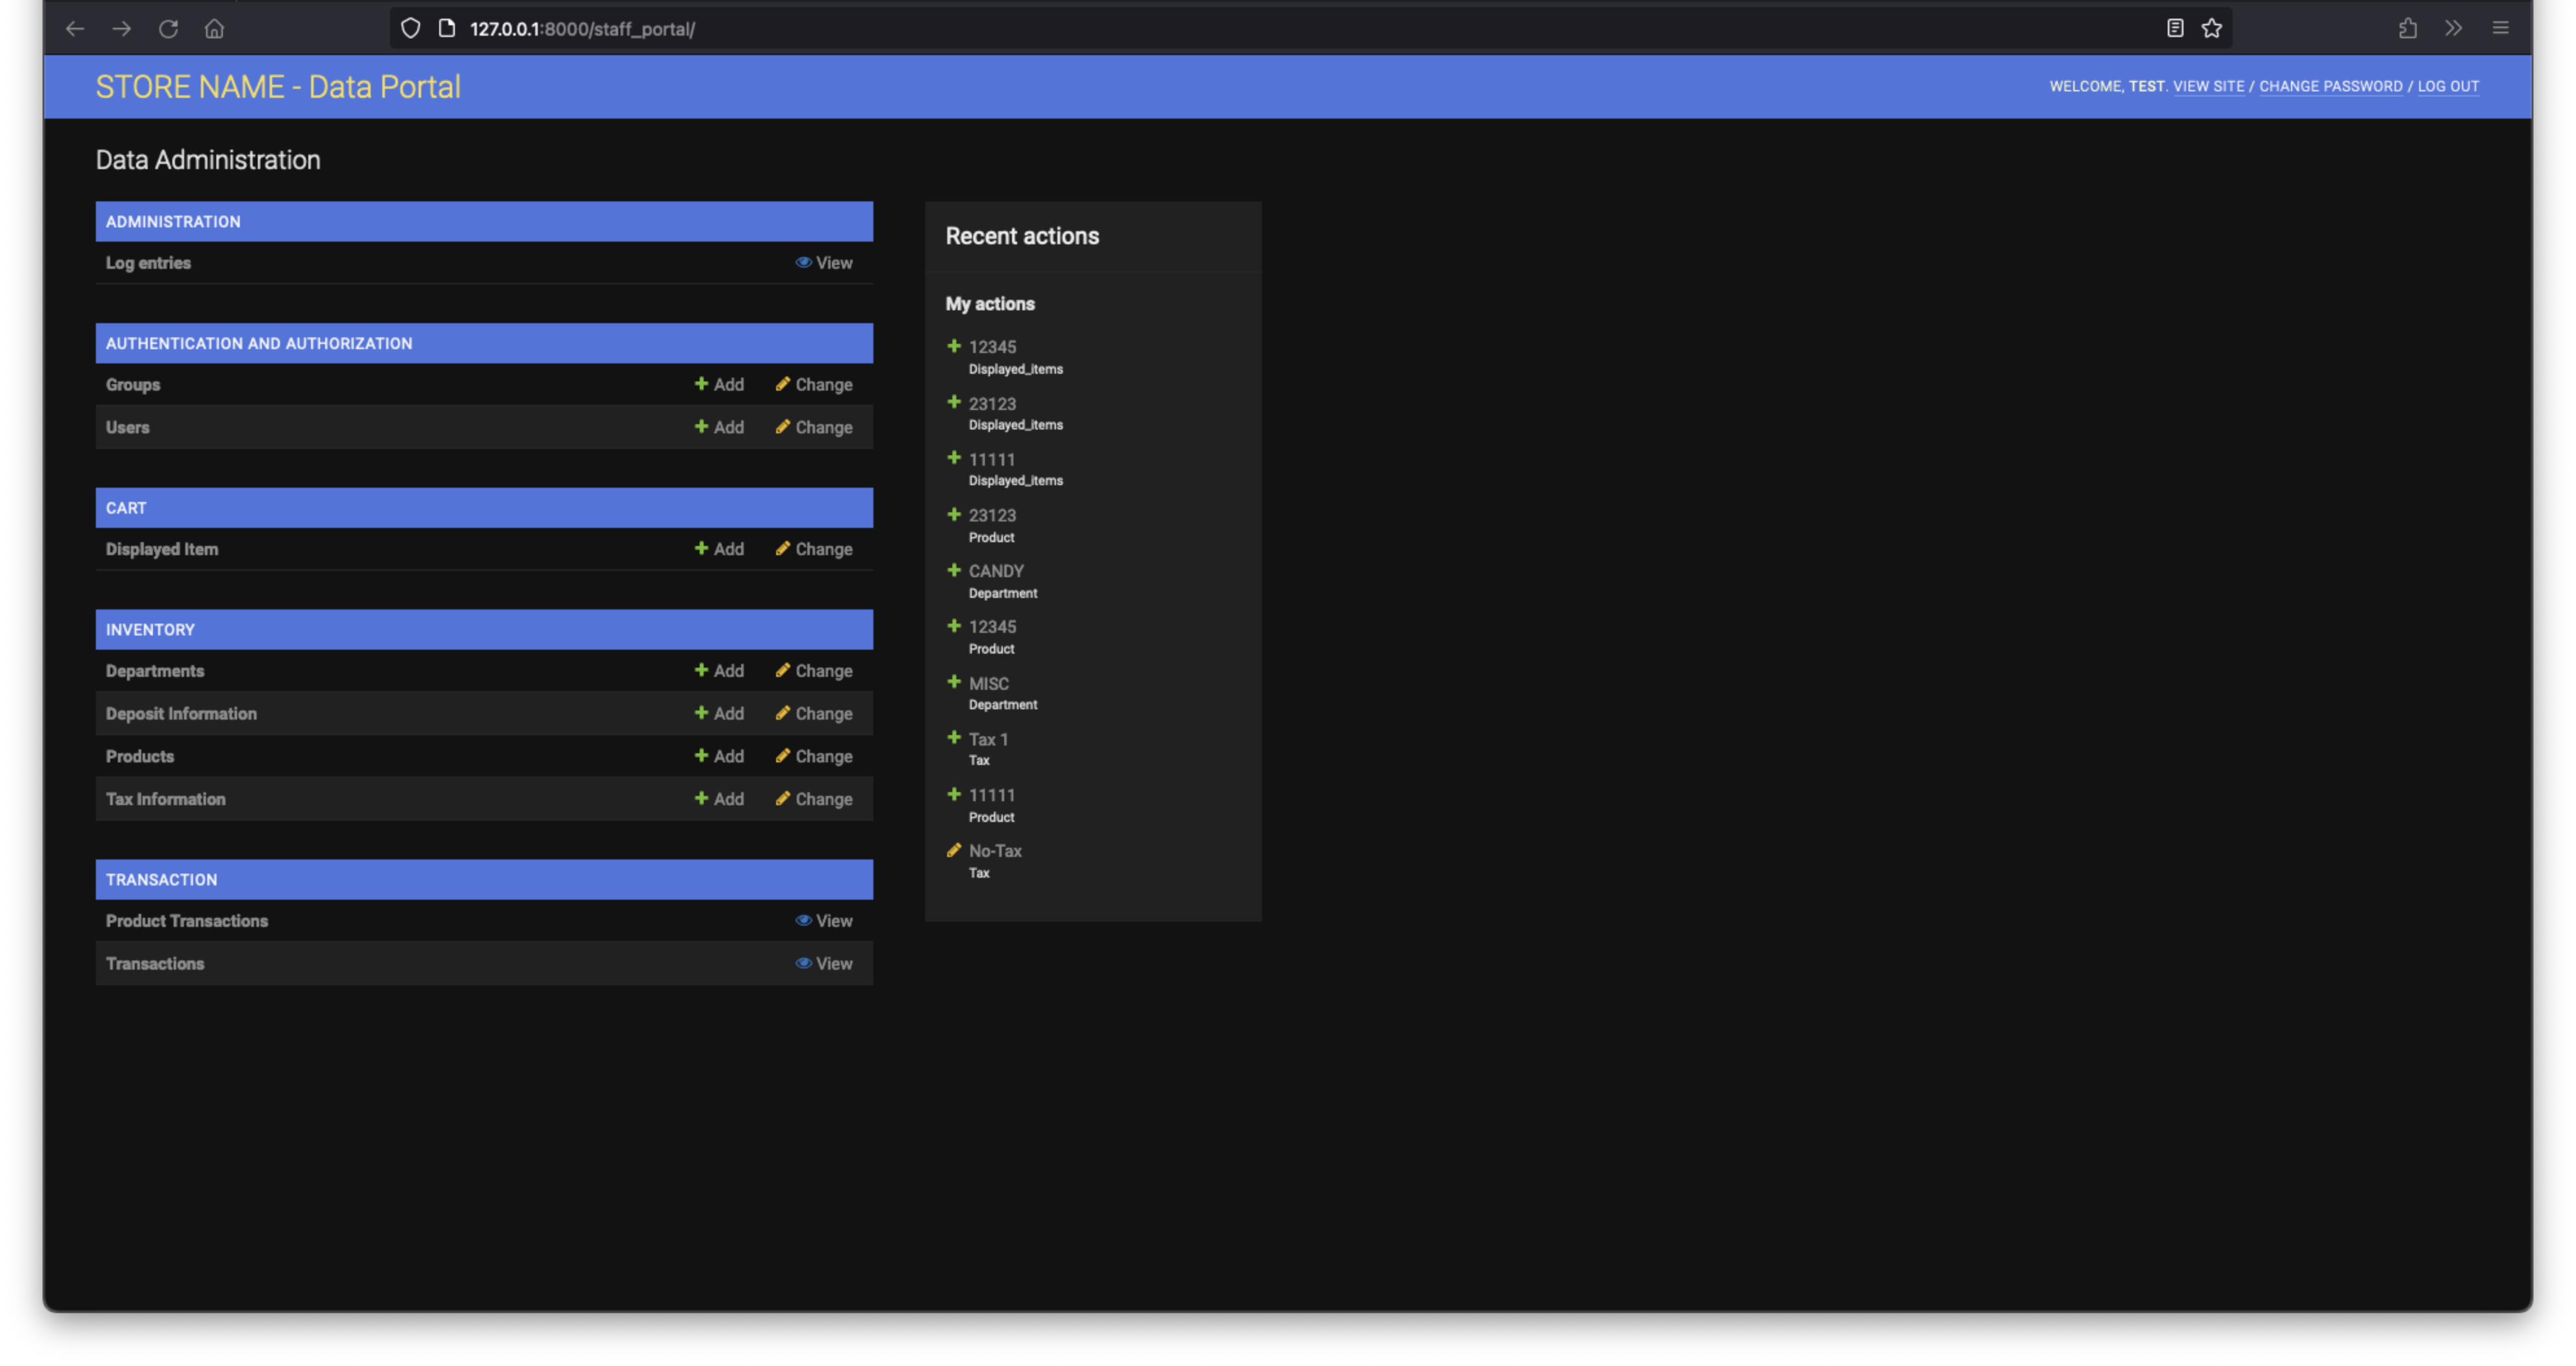 127.0.0.1:8000/staff_portal/
STORE NAME - Data Portal
WELCOME, TEST. VIEW SITE / CHANGE PASSWORD / LOG OUT
Data Administration
ADMINISTRATION
Log entries View
AUTHENTICATION AND AUTHORIZATION
Groups Add Change
Users Add Change
CART
Displayed Item Add Change
INVENTORY
Departments Add Change
Deposit Information Add Change
Products Add Change
Tax Information Add Change
TRANSACTION
Product Transactions View
Transactions View
Recent actions
My actions
12345
Displayed_items
23123
Displayed_items
11111
Displayed_items
23123
Product
CANDY
Department
12345
Product
MISC
Department
Tax 1
Tax
11111
Product
No-Tax
Tax